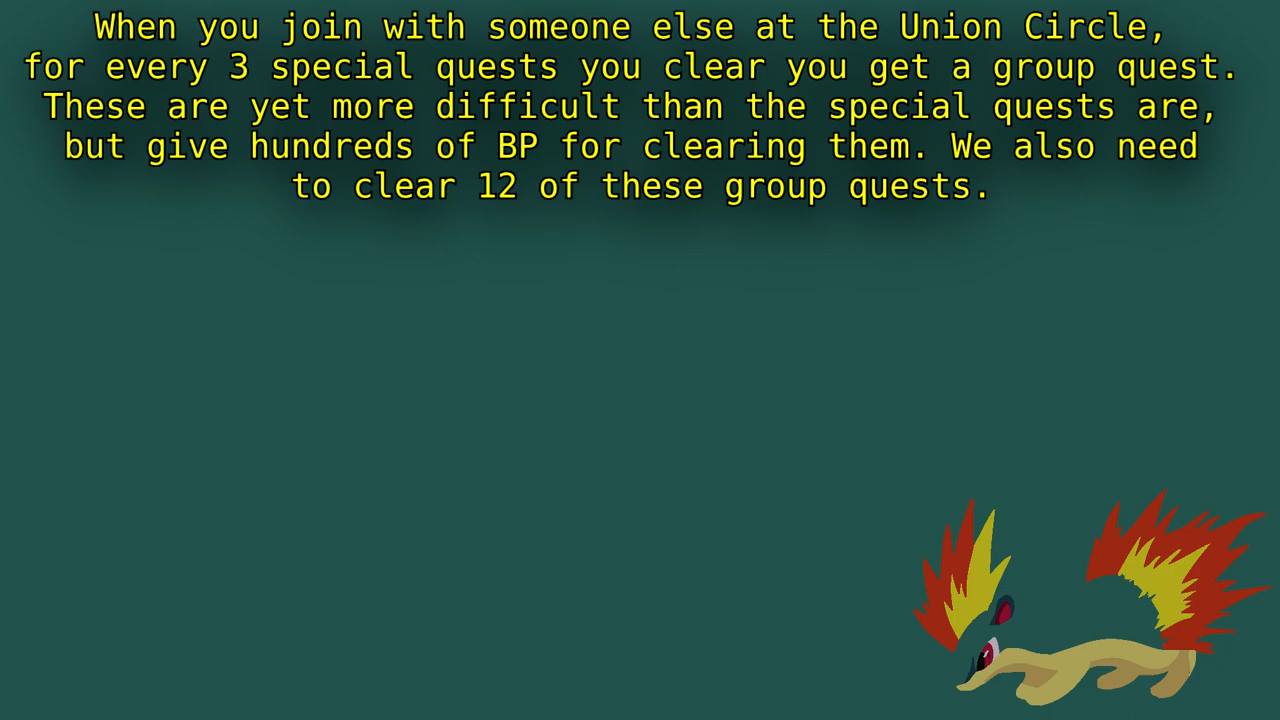 When you join with someone else at the Union Circle,
for every 3 special quests you clear you get a group quest.
These are yet more difficult than the special quests are,
but give hundreds of BP for clearing them. We also need
to clear 12 of these group quests.